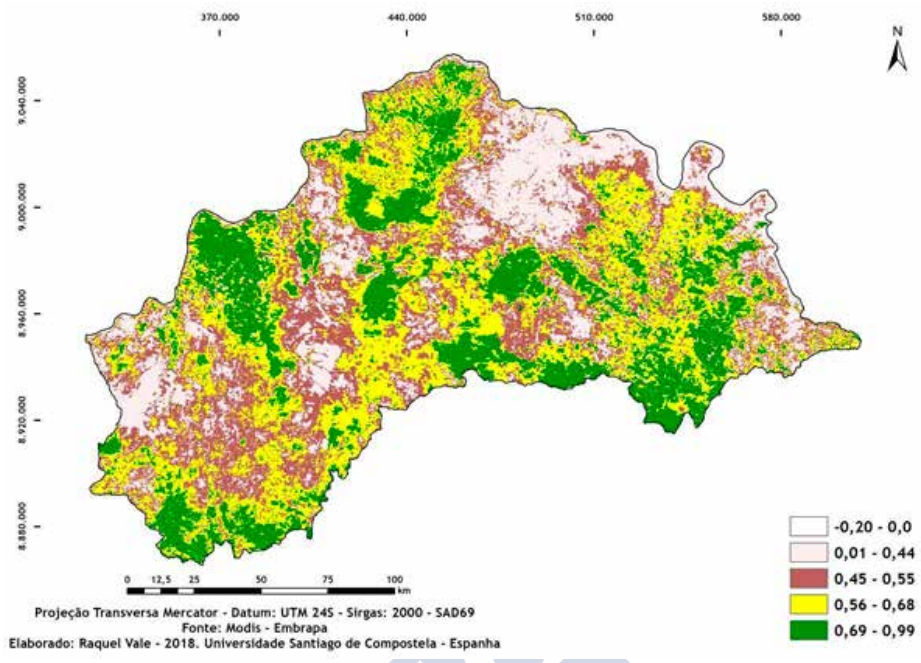 370.000 440.000 510.000 580.000
N
9.040.000
9.000.000
8.960.000
8.920.000
8.880.000
-0,20 - 0,0
0,01 - 0,44
0,45 - 0,55
0,56 - 0,68
0,69 - 0,99
0 12,5 25 50 75 100
km
Projeção Transversa Mercator - Datum: UTM 24S - Sirgas: 2000 - SAD69
Fonte: Modis - Embrapa
Elaborado: Raquel Vale - 2018. Universidade Santiago de Compostela - Espanha